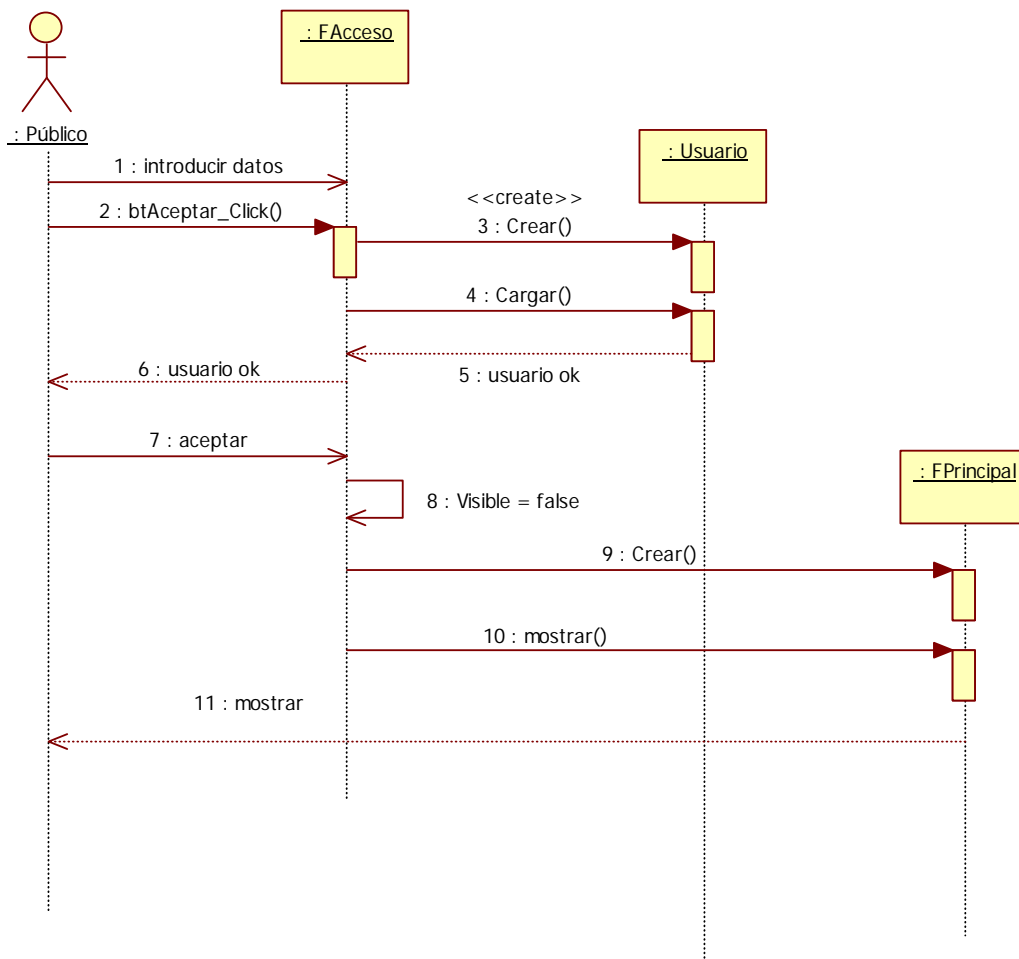 : FAcceso
: Público
: Usuario
1 : introducir datos
<<create>>
2 : btAceptar_Click()
3 : Crear()
4 : Cargar()
6 : usuario ok
5 : usuario ok
7 : aceptar
: FPrincipal
8 : Visible = false
9 : Crear()
10 : mostrar()
11 : mostrar